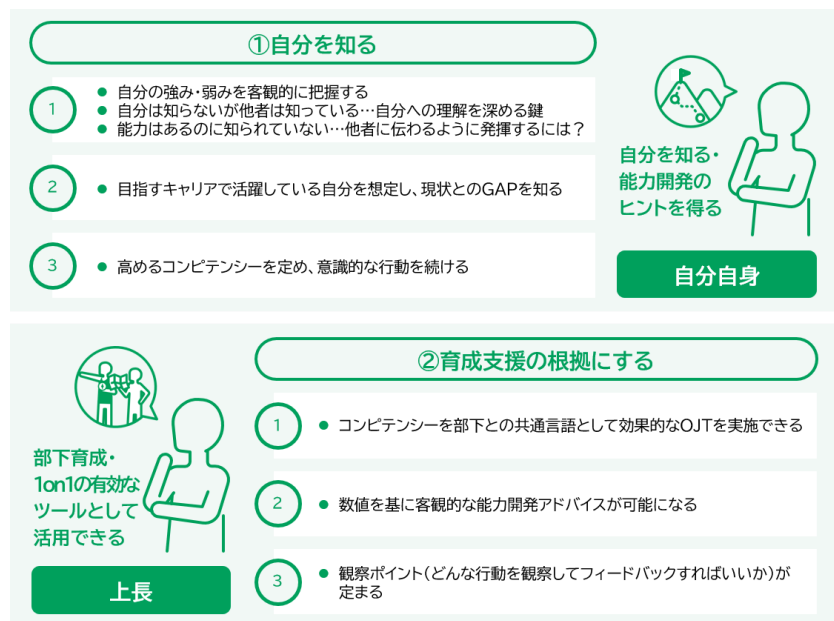 ①自分を知る
1
● 自分の強み・弱みを客観的に把握する
● 自分は知らないが他者は知っている…自分への理解を深める鍵
● 能力はあるのに知られていない…他者に伝わるように発揮するには？
2
● 目指すキャリアで活躍している自分を想定し、現状とのGAPを知る
3
● 高めるコンピテンシーを定め、意識的な行動を続ける
自分を知る・
能力開発の
ヒントを得る
自分自身
部下育成・
1on1の有効な
ツールとして
活用できる
上長
②育成支援の根拠にする
1
● コンピテンシーを部下との共通言語として効果的なOJTを実施できる
2
● 数値を基に客観的な能力開発アドバイスが可能になる
3
● 観察ポイント（どんな行動を観察してフィードバックすればいいか）が
定まる